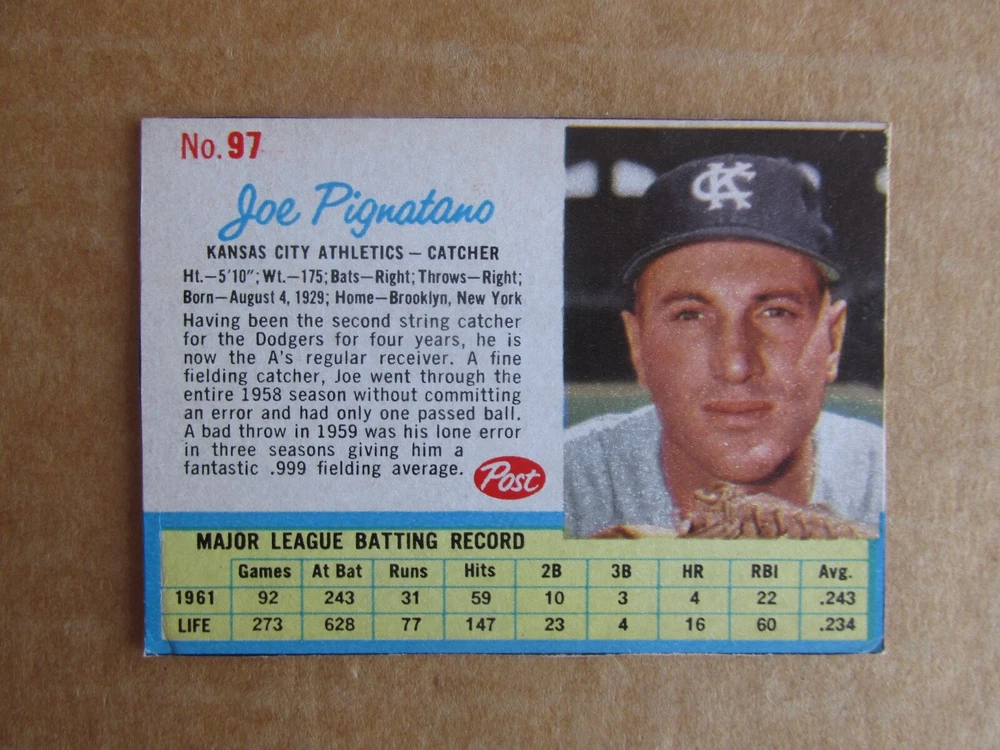 No. 97
Joe Pignatano
KANSAS CITY ATHLETICS – CATCHER
Ht.—5'10"; Wt.—175; Bats—Right; Throws—Right;
Born—August 4, 1929; Home—Brooklyn, New York
Having been the second string catcher
for the Dodgers for four years, he is
now the A's regular receiver. A fine
fielding catcher, Joe went through the
entire 1958 season without committing
an error and had only one passed ball.
A bad throw in 1959 was his lone error
in three seasons giving him a
fantastic .999 fielding average.
Post
KC
MAJOR LEAGUE BATTING RECORD
Games At Bat Runs Hits 2B 3B HR RBI Avg.
1961 92 243 31 59 10 3 4 22 .243
LIFE 273 628 77 147 23 4 16 60 .234